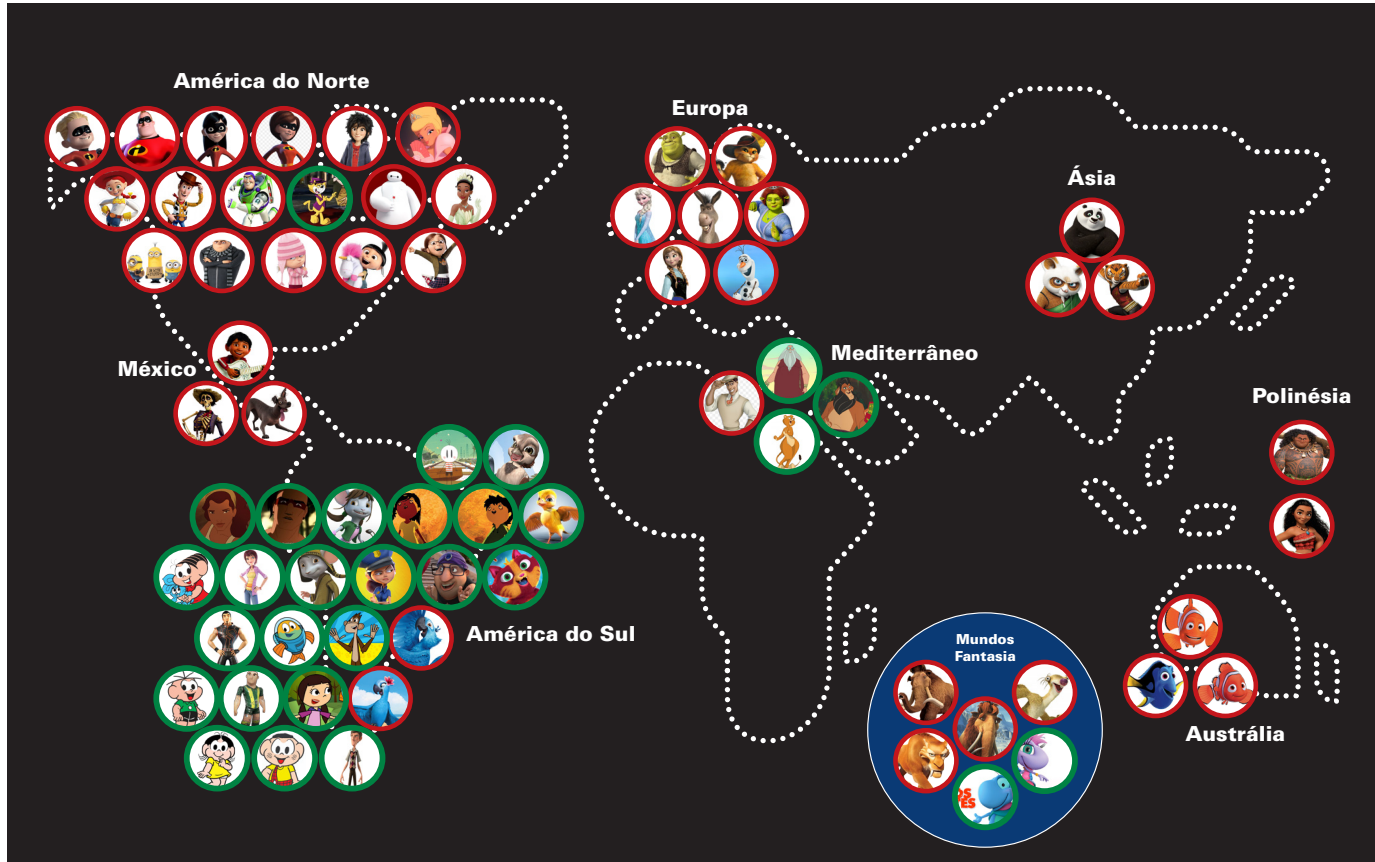 América do Norte
Europa
Ásia
México
Mediterrâneo
Polinésia
América do Sul
Mundos
Fantasia
Austrália